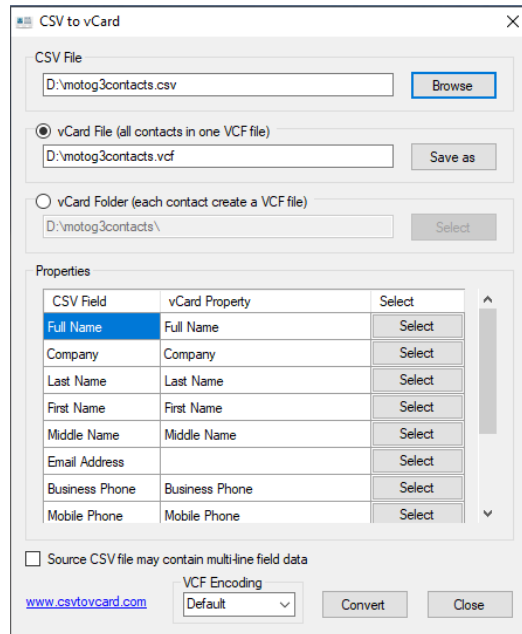 CSV to vCard
CSV File
D:\motog3contacts.csv Browse
vCard File (all contacts in one VCF file)
D:\motog3contacts.vcf Save as
vCard Folder (each contact create a VCF file)
D:\motog3contacts\ Select
Properties
CSV Field vCard Property Select
Full Name Full Name Select
Company Company Select
Last Name Last Name Select
First Name First Name Select
Middle Name Middle Name Select
Email Address Select
Business Phone Business Phone Select
Mobile Phone Mobile Phone Select
Source CSV file may contain multi-line field data
VCF Encoding
www.csvtovcard.com Default Convert Close